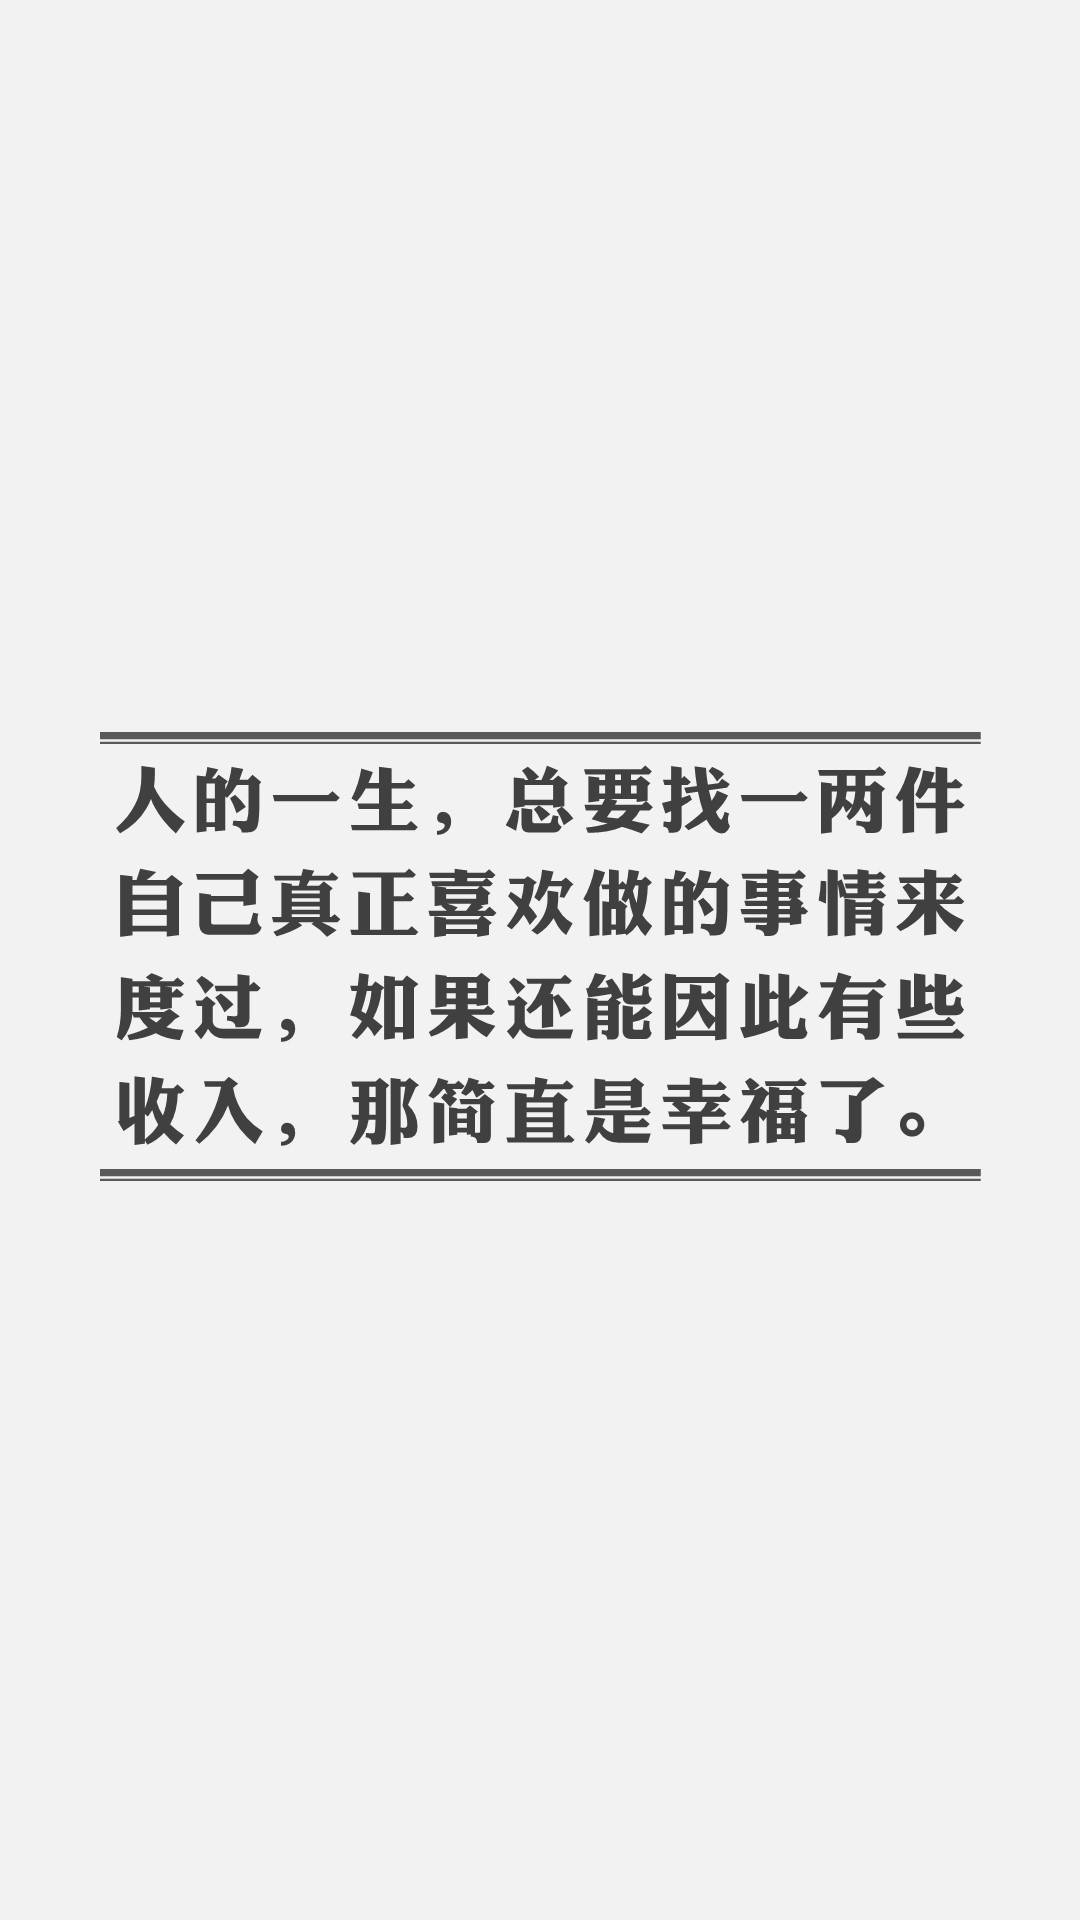 人的一生，总要找一两件
自己真正喜欢做的事情来
度过，如果还能因此有些
收入，那简直是幸福了。